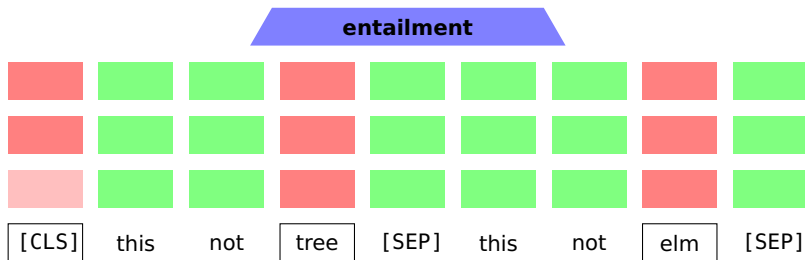 entailment
[CLS] this not tree [SEP] this not elm [SEP]